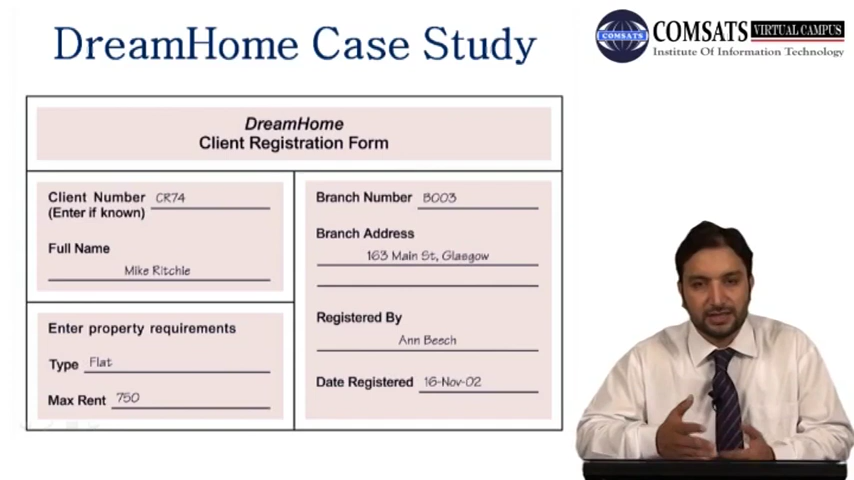 DreamHome Case Study
COMSATS
COMSATS VIRTUAL CAMPUS
Institute Of Information Technology
DreamHome
Client Registration Form
Client Number CR74
(Enter if known)
Full Name
Mike Ritchie
Enter property requirements
Type Flat
Max Rent 750
Branch Number B003
Branch Address
163 Main St, Glasgow
Registered By
Ann Beech
Date Registered 16-Nov-02